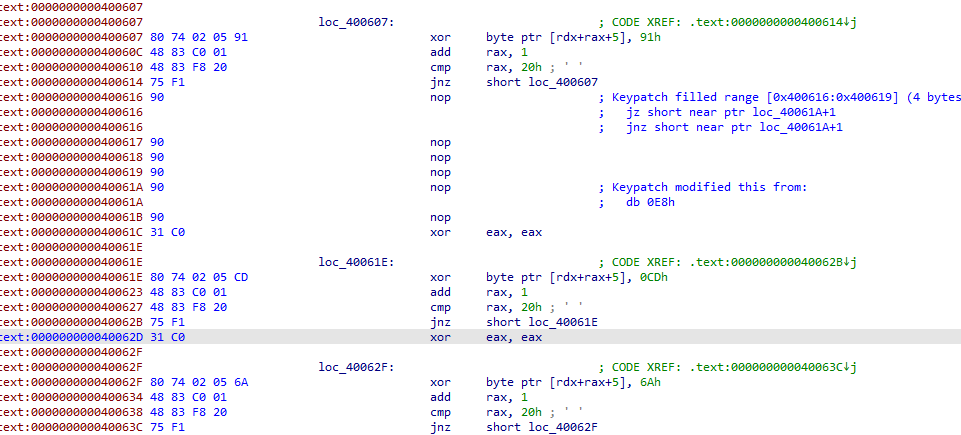 text:0000000000400607
text:0000000000400607 loc_400607: ; CODE XREF: .text:0000000000400614↓j
text:0000000000400607 80 74 02 05 91 xor byte ptr [rdx+rax+5], 91h
text:000000000040060C 48 83 C0 01 add rax, 1
text:0000000000400610 48 83 F8 20 cmp rax, 20h ; ' '
text:0000000000400614 75 F1 jnz short loc_400607
text:0000000000400616 90 nop ; Keypatch filled range [0x400616:0x400619] (4 bytes
text:0000000000400616 ; jz short near ptr loc_40061A+1
text:0000000000400616 ; jnz short near ptr loc_40061A+1
text:0000000000400617 90 nop
text:0000000000400618 90 nop
text:0000000000400619 90 nop
text:000000000040061A 90 nop ; Keypatch modified this from:
text:000000000040061A ; db 0E8h
text:000000000040061B 90 nop
text:000000000040061C 31 C0 xor eax, eax
text:000000000040061E
text:000000000040061E loc_40061E: ; CODE XREF: .text:000000000040062B↓j
text:000000000040061E 80 74 02 05 CD xor byte ptr [rdx+rax+5], 0CDh
text:0000000000400623 48 83 C0 01 add rax, 1
text:0000000000400627 48 83 F8 20 cmp rax, 20h ; ' '
text:000000000040062B 75 F1 jnz short loc_40061E
text:000000000040062D 31 C0 xor eax, eax
text:000000000040062F
text:000000000040062F loc_40062F: ; CODE XREF: .text:000000000040063C↓j
text:000000000040062F 80 74 02 05 6A xor byte ptr [rdx+rax+5], 6Ah
text:0000000000400634 48 83 C0 01 add rax, 1
text:0000000000400638 48 83 F8 20 cmp rax, 20h ; ' '
text:000000000040063C 75 F1 jnz short loc_40062F